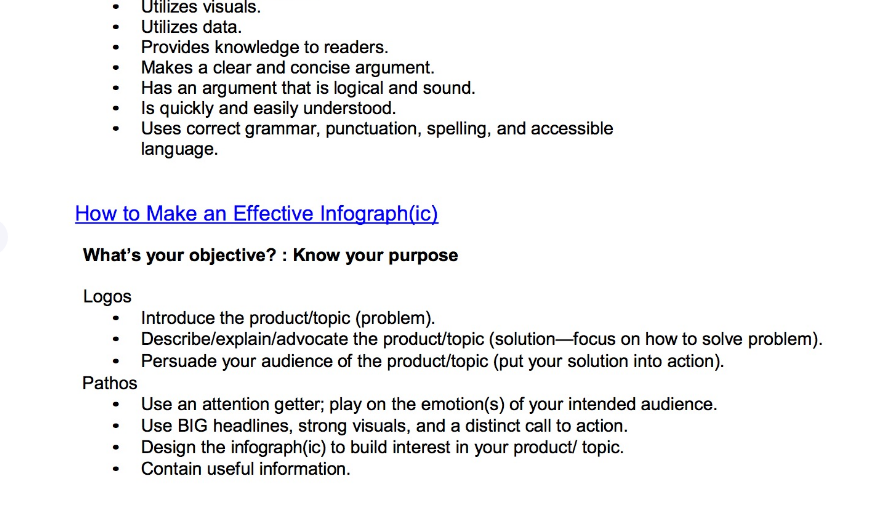 • Utilizes visuals.
• Utilizes data.
• Provides knowledge to readers.
• Makes a clear and concise argument.
• Has an argument that is logical and sound.
• Is quickly and easily understood.
• Uses correct grammar, punctuation, spelling, and accessible
language.
How to Make an Effective Infograph(ic)
What's your objective? : Know your purpose
Logos
• Introduce the product/topic (problem).
• Describe/explain/advocate the product/topic (solution—focus on how to solve problem).
• Persuade your audience of the product/topic (put your solution into action).
Pathos
• Use an attention getter; play on the emotion(s) of your intended audience.
• Use BIG headlines, strong visuals, and a distinct call to action.
• Design the infograph(ic) to build interest in your product/ topic.
• Contain useful information.